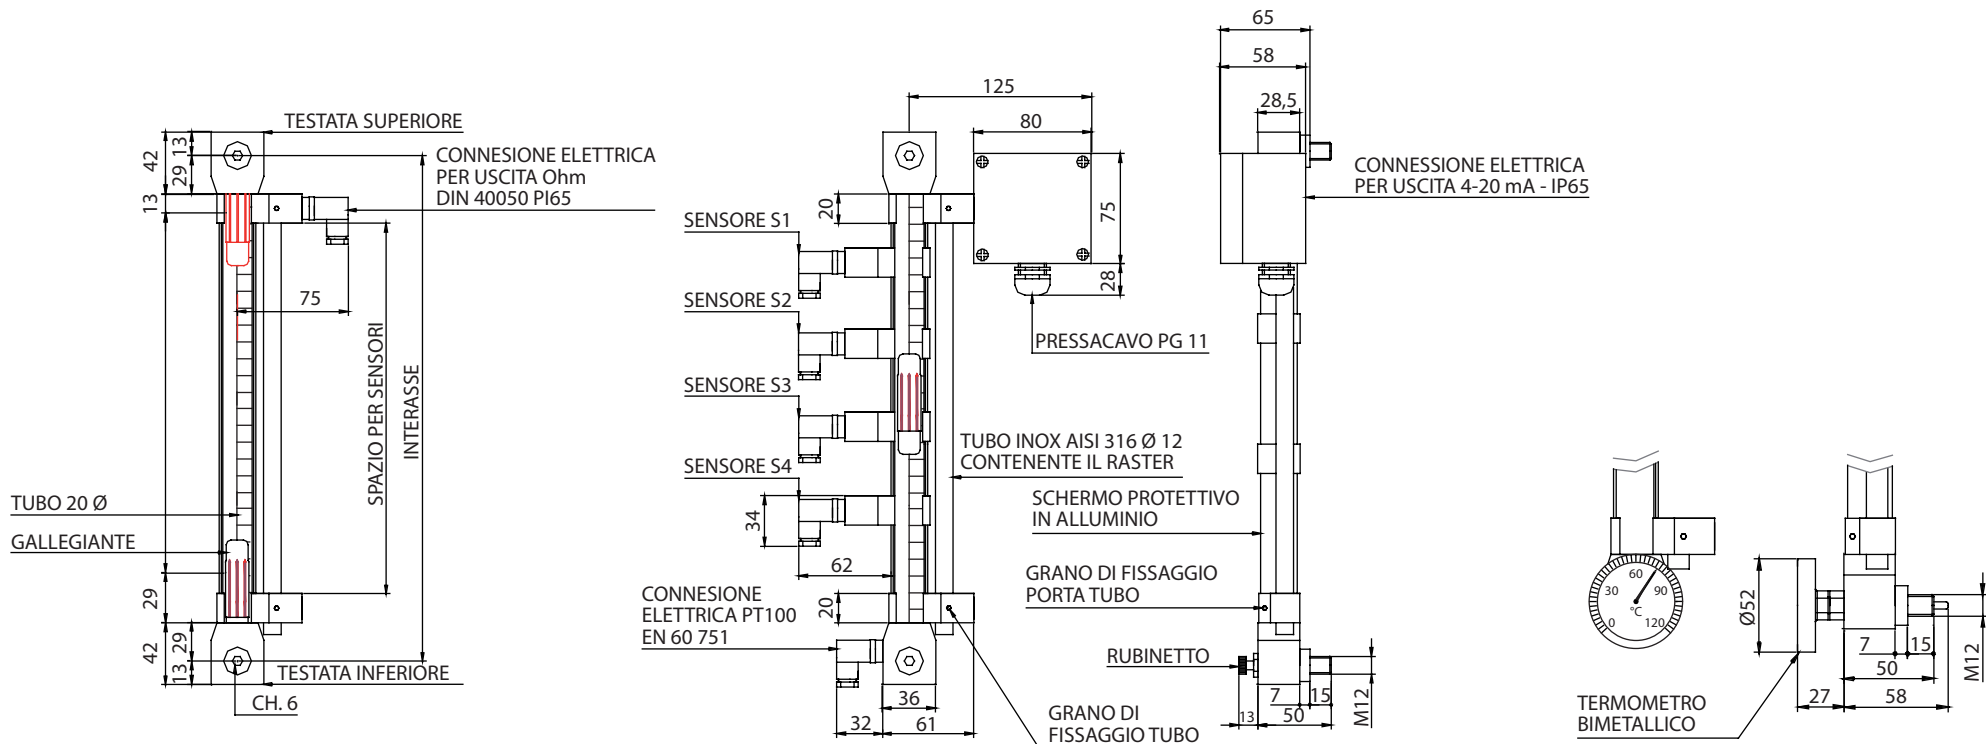 TESTATA SUPERIORE
42
13
29
13
CONNESIONE ELETTRICA
PER USCITA Ohm
DIN 40050 PI65
75
SPAZIO PER SENSORI
INTERASSE
TUBO 20 Ø
GALLEGIANTE
29
42
29
13
TESTATA INFERIORE
CH. 6
125
80
20
75
28
SENSORE S1
SENSORE S2
SENSORE S3
SENSORE S4
PRESSACAVO PG 11
TUBO INOX AISI 316 Ø 12
CONTENENTE IL RASTER
34
62
CONNESIONE
ELETTRICA PT100
EN 60 751
20
36
32
61
GRANO DI
FISSAGGIO TUBO
65
58
28,5
CONNESSIONE ELETTRICA
PER USCITA 4-20 mA - IP65
SCHERMO PROTETTIVO
IN ALLUMINIO
GRANO DI FISSAGGIO
PORTA TUBO
RUBINETTO
7
15
13
50
M12
0
30
60
90
120
°C
Ø52
7
15
50
27
58
M12
TERMOMETRO
BIMETALLICO